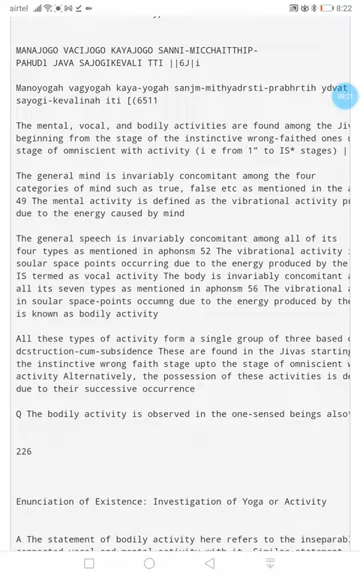 airtel
8:22
MANAJOGO VACIJOGO KAYAJOGO SANNI-MICCHAITTHIP-
PAHUDI JAVA SAJOGIKEVALI TTI ||6J|i
09:21
Manoyogah vagyogah kaya-yogah sanjm-mithyadrsti-prabhrtih ydvat
sayogi-kevalinah iti [(6511
The mental, vocal, and bodily activities are found among the Jiv
beginning from the stage of the instinctive wrong-faithed ones
stage of omniscient with activity (i e from 1" to IS* stages) |
The general mind is invariably concomitant among the four
categories of mind such as true, false etc as mentioned in the a
49 The mental activity is defined as the vibrational activity pr
due to the energy caused by mind
The general speech is invariably concomitant among all of its
four types as mentioned in aphonsm 52 The vibrational activity i
soular space points occurring due to the energy produced by the
IS termed as vocal activity The body is invariably concomitant a
all its seven types as mentioned in aphonsm 56 The vibrational a
in soular space-points occumng due to the energy produced by the
is known as bodily activity
All these types of activity form a single group of three based o
dcstruction-cum-subsidence These are found in the Jivas starting
the instinctive wrong faith stage upto the stage of omniscient w
activity Alternatively, the possession of these activities is de
due to their successive occurrence
Q The bodily activity is observed in the one-sensed beings also
226
Enunciation of Existence: Investigation of Yoga or Activity
A The statement of bodily activity here refers to the inseparabl